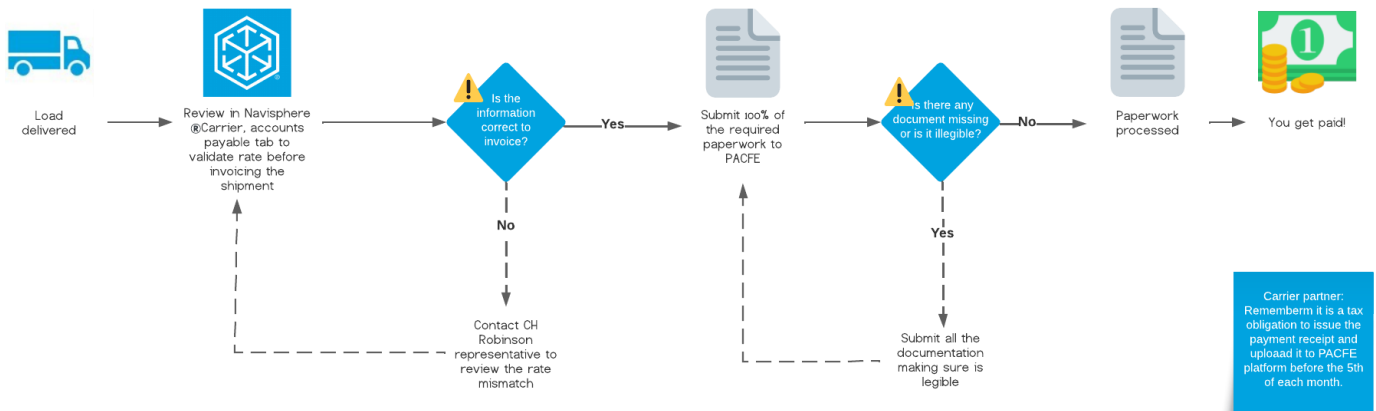 Load
delivered
Review in Navisphere
®Carrier, accounts
payable tab to
validate rate before
invoicing the
shipment
®
Is the
information
correct to
invoice?
Yes
No
Contact CH
Robinson
representative to
review the rate
mismatch
Submit 100% of
the required
paperwork to
PACFE
Is there any
document missing
or is it illegible?
No
Yes
Submit all the
documentation
making sure is
legible
Paperwork
processed
1
You get paid!
Carrier partner:
Rememberm it is a tax
obligation to issue the
payment receipt and
uploaad it to PACFE
platform before the 5th
of each month.